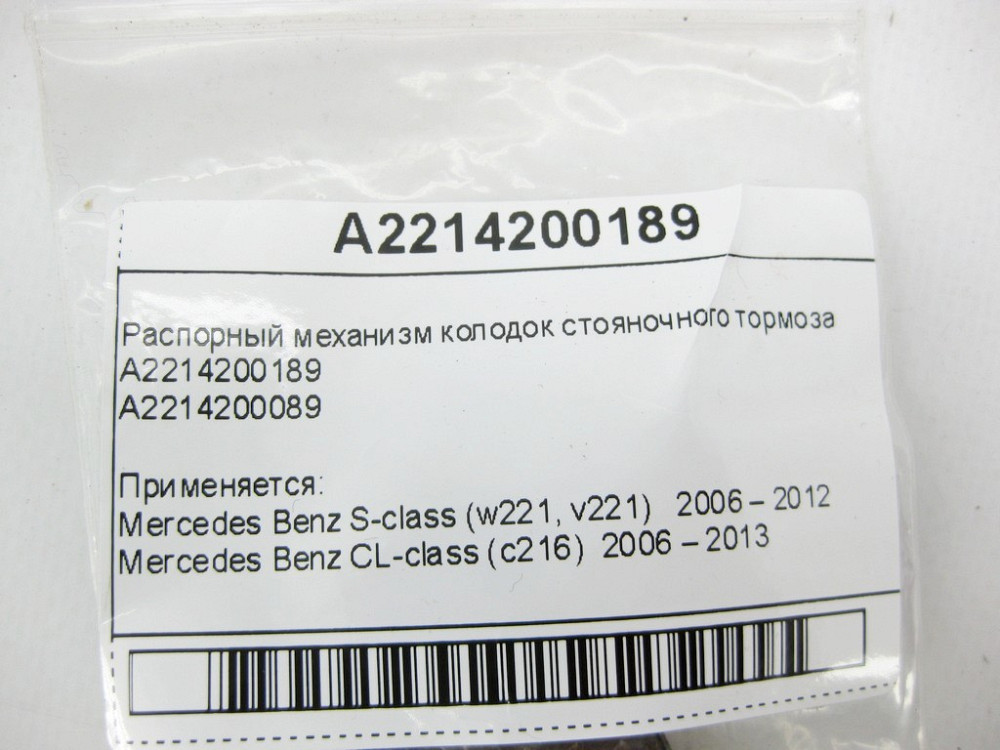 A2214200189
Распорный механизм колодок стояночного тормоза
A2214200189
A2214200089
Применяется:
Mercedes Benz S-class (w221, v221) 2006 – 2012
Mercedes Benz CL-class (c216) 2006 – 2013